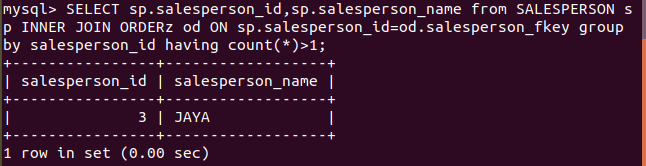 mysql> SELECT sp.salesperson_id,sp.salesperson_name from SALESPERSON s
p INNER JOIN ORDERz od ON sp.salesperson_id=od.salesperson_fkey group
by salesperson_id having count(*)>1;
+----------------+------------------+
| salesperson_id | salesperson_name |
+----------------+------------------+
|              3 | JAYA             |
+----------------+------------------+
1 row in set (0.00 sec)